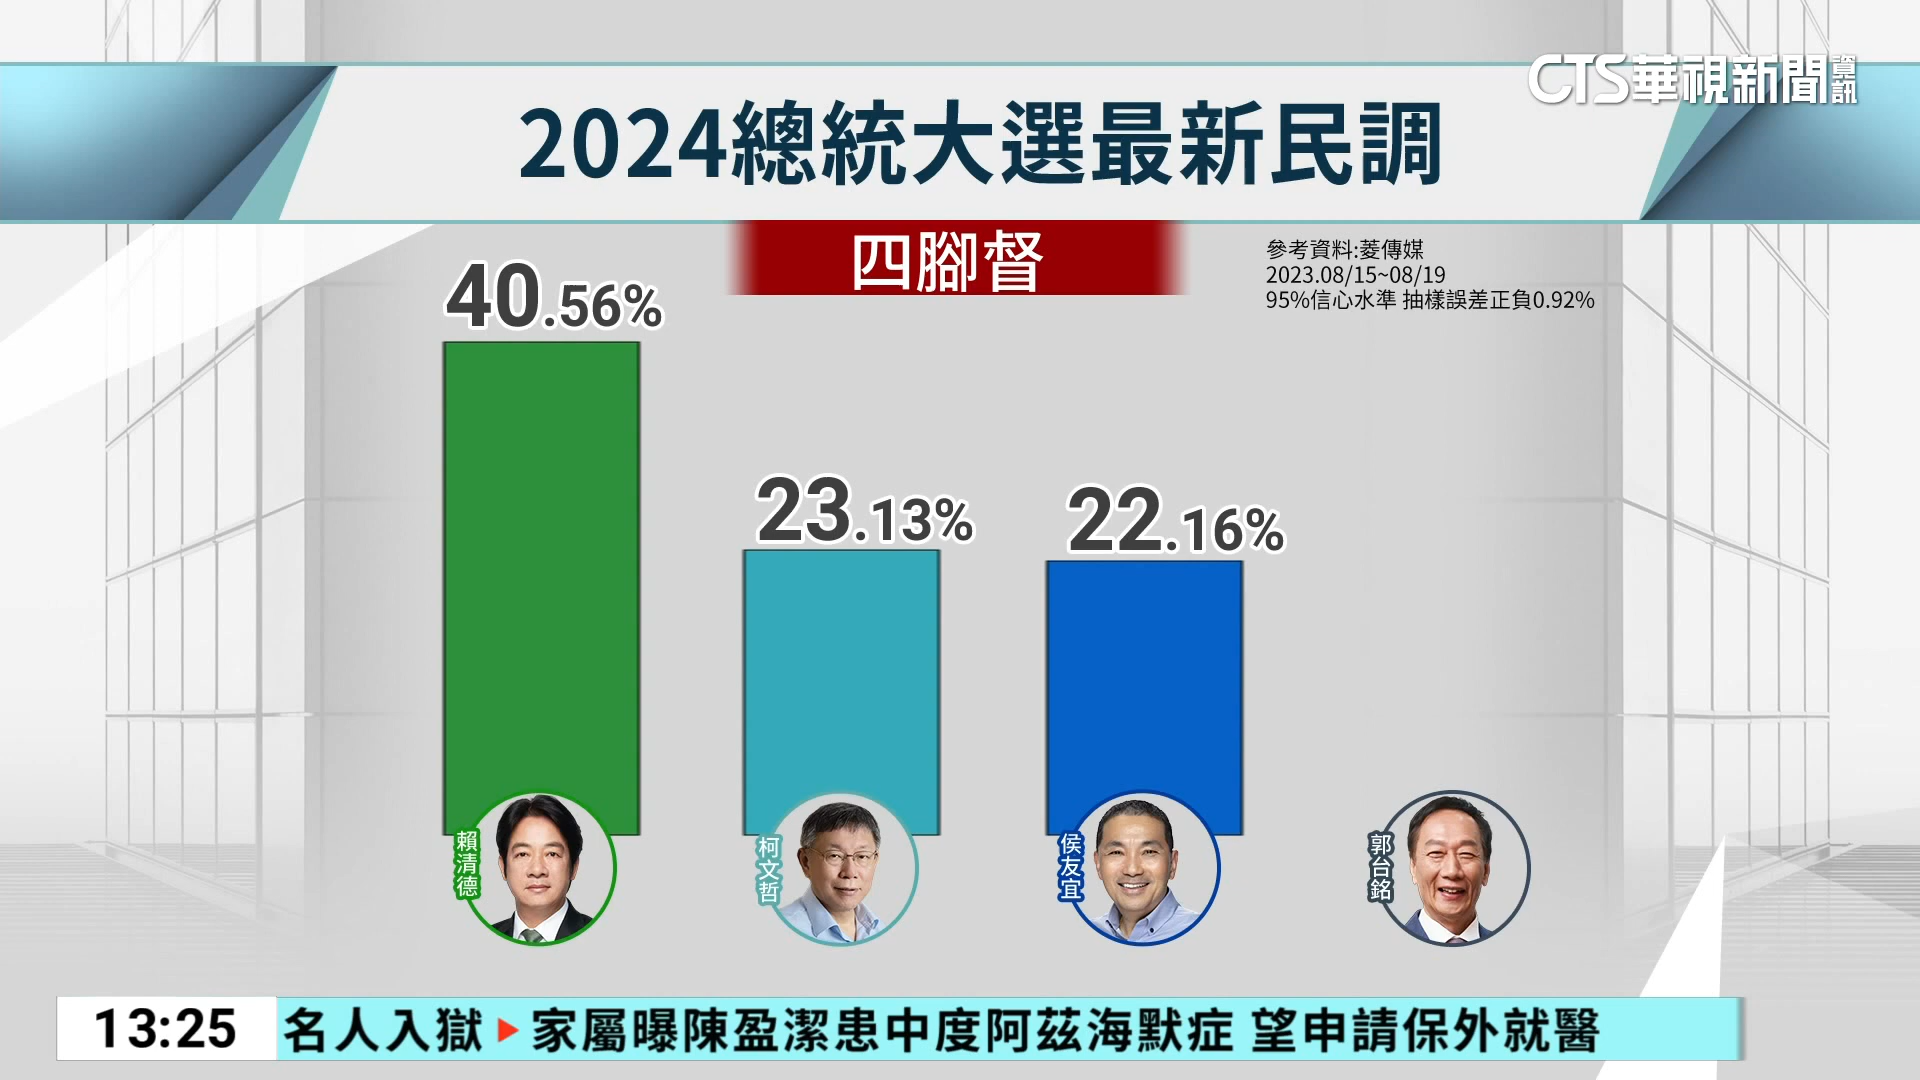 CTS華視新聞資訊
2024總統大選最新民調
四腳督
參考資料:菱傳媒
2023.08/15~08/19
95%信心水準 抽樣誤差正負0.92%
40.56%
23.13%
22.16%
賴清德
柯文哲
侯友宜
郭台銘
13:25 名人入獄▶家屬曝陳盈潔患中度阿茲海默症 望申請保外就醫